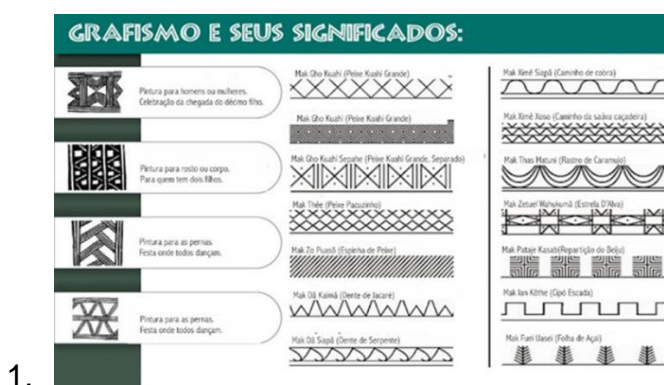 GRAFISMO E SEUS SIGNIFICADOS:
Pintura para homens ou mulheres.
Celebração da chegada do décimo filho.
Pintura para rosto ou corpo.
Para quem tem dois filhos.
Pintura para as pernas.
Festa onde todos dançam.
Pintura para as pernas.
Festa onde todos dançam.
Mak Gho Kuahi (Peixe Kuahi Grande)
Mak Gho Kuahi (Peixe Kuahi Grande)
Mak Gho Kuahi Sepahe (Peixe Kuahi Grande, Separado)
Mak Thée (Peixe Pacuzinho)
Mak Zo Puasô (Espinha de Peixe)
Mak Dã Kaimã (Dente de Jacaré)
Mak Dã Siapã (Dente de Serpente)
Mak Ximê Siapã (Caminho de cobra)
Mak Ximê Xoso (Caminho da saúva caçadeira)
Mak Thas Matuni (Rastro de Caramujo)
Mak Zetuel Wahukumã (Estrela D'Alva)
Mak Pataje Kasab(Repartição do Beiju)
Mak Ian Kôthe (Cipó Escada)
Mak Fuei Uasei (Folha de Açaí)
1.